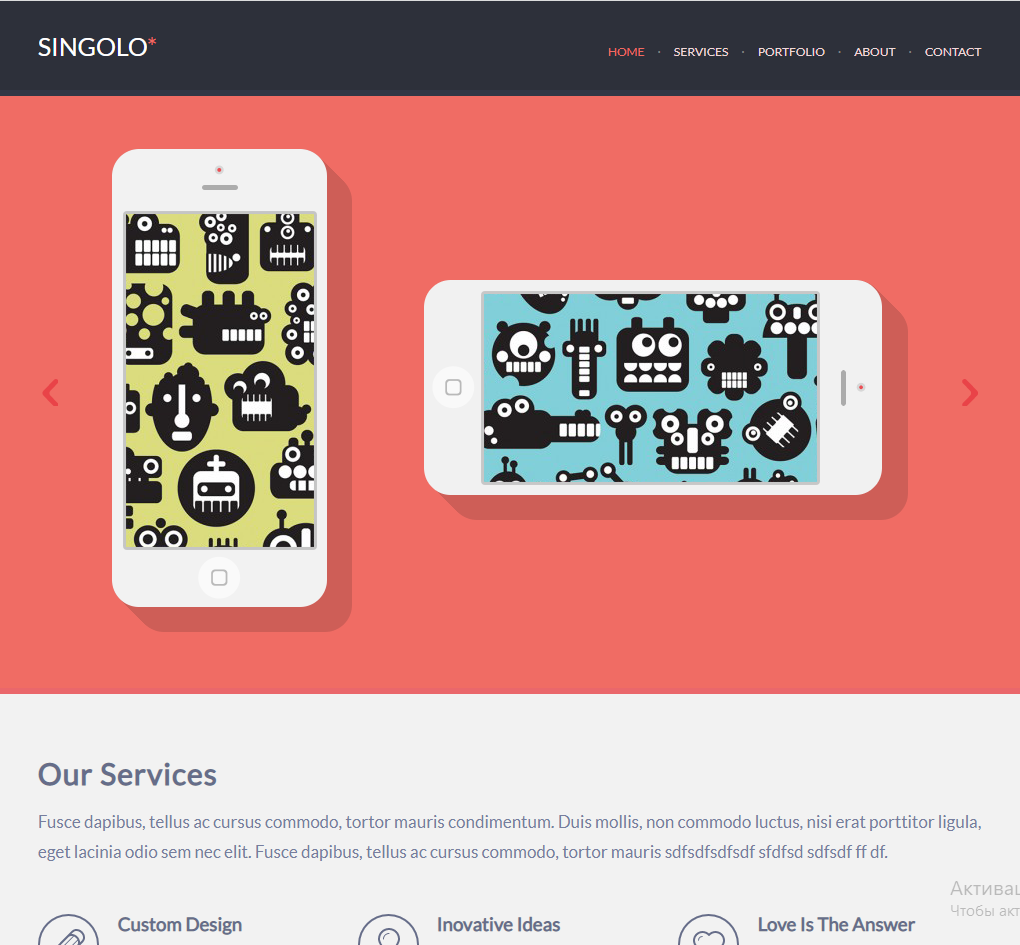 SINGOLO*
HOME · SERVICES · PORTFOLIO · ABOUT · CONTACT
Our Services
Fusce dapibus, tellus ac cursus commodo, tortor mauris condimentum. Duis mollis, non commodo luctus, nisi erat porttitor ligula,
eget lacinia odio sem nec elit. Fusce dapibus, tellus ac cursus commodo, tortor mauris sdfsdfsdfsdf sfdfsd sdfsdf ff df.
Custom Design
Inovative Ideas
Love Is The Answer
Чтобы